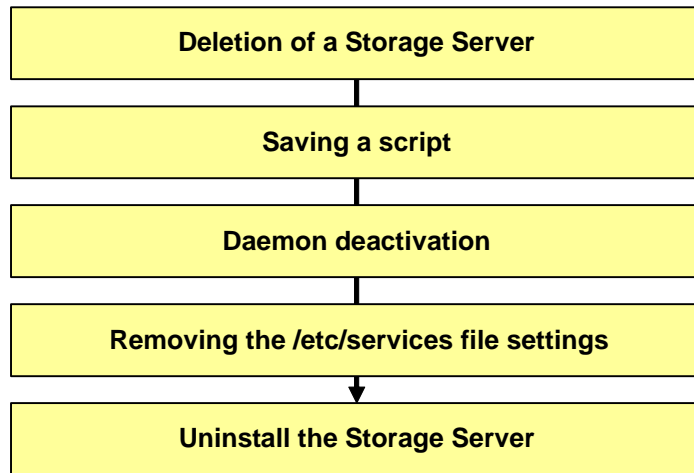 Deletion of a Storage Server
Saving a script
Daemon deactivation
Removing the /etc/services file settings
Uninstall the Storage Server